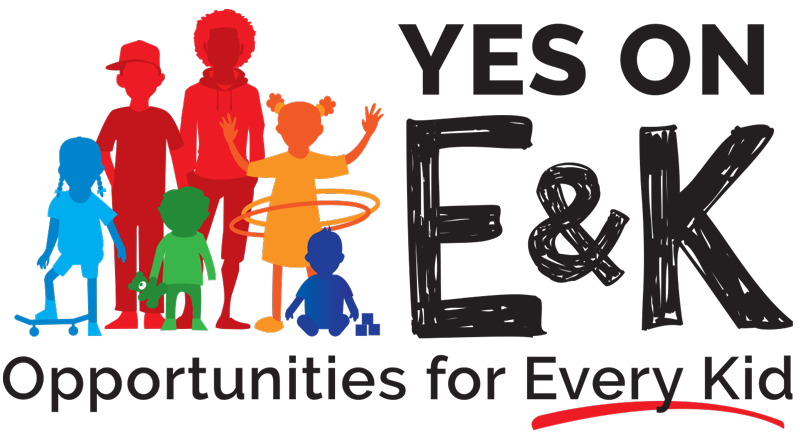 YES ON
E&K
Opportunities for Every Kid